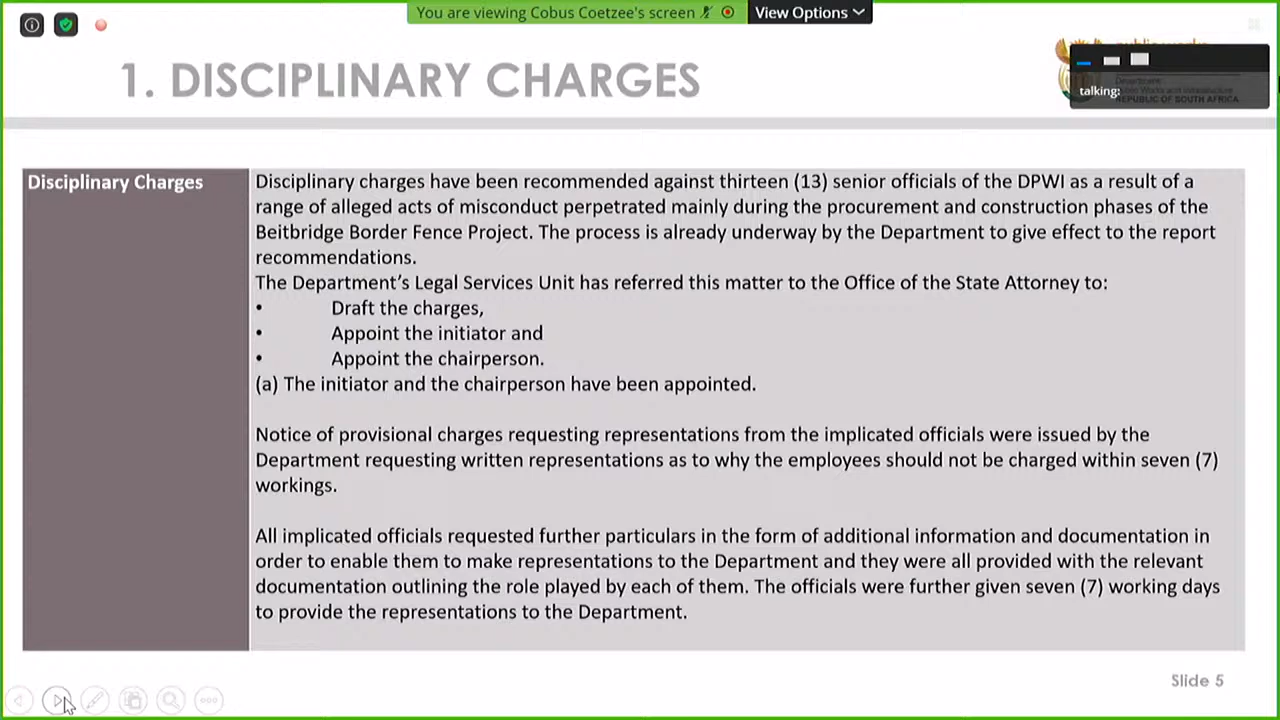 You are viewing Cobus Coetzee's screen
View Options
1. DISCIPLINARY CHARGES
talking:
REPUBLIC OF SOUTH AFRICA
Disciplinary Charges
Disciplinary charges have been recommended against thirteen (13) senior officials of the DPWI as a result of a
range of alleged acts of misconduct perpetrated mainly during the procurement and construction phases of the
Beitbridge Border Fence Project. The process is already underway by the Department to give effect to the report
recommendations.
The Department's Legal Services Unit has referred this matter to the Office of the State Attorney to:
• Draft the charges,
• Appoint the initiator and
• Appoint the chairperson.
(a) The initiator and the chairperson have been appointed.
Notice of provisional charges requesting representations from the implicated officials were issued by the
Department requesting written representations as to why the employees should not be charged within seven (7)
workings.
All implicated officials requested further particulars in the form of additional information and documentation in
order to enable them to make representations to the Department and they were all provided with the relevant
documentation outlining the role played by each of them. The officials were further given seven (7) working days
to provide the representations to the Department.
Slide 5